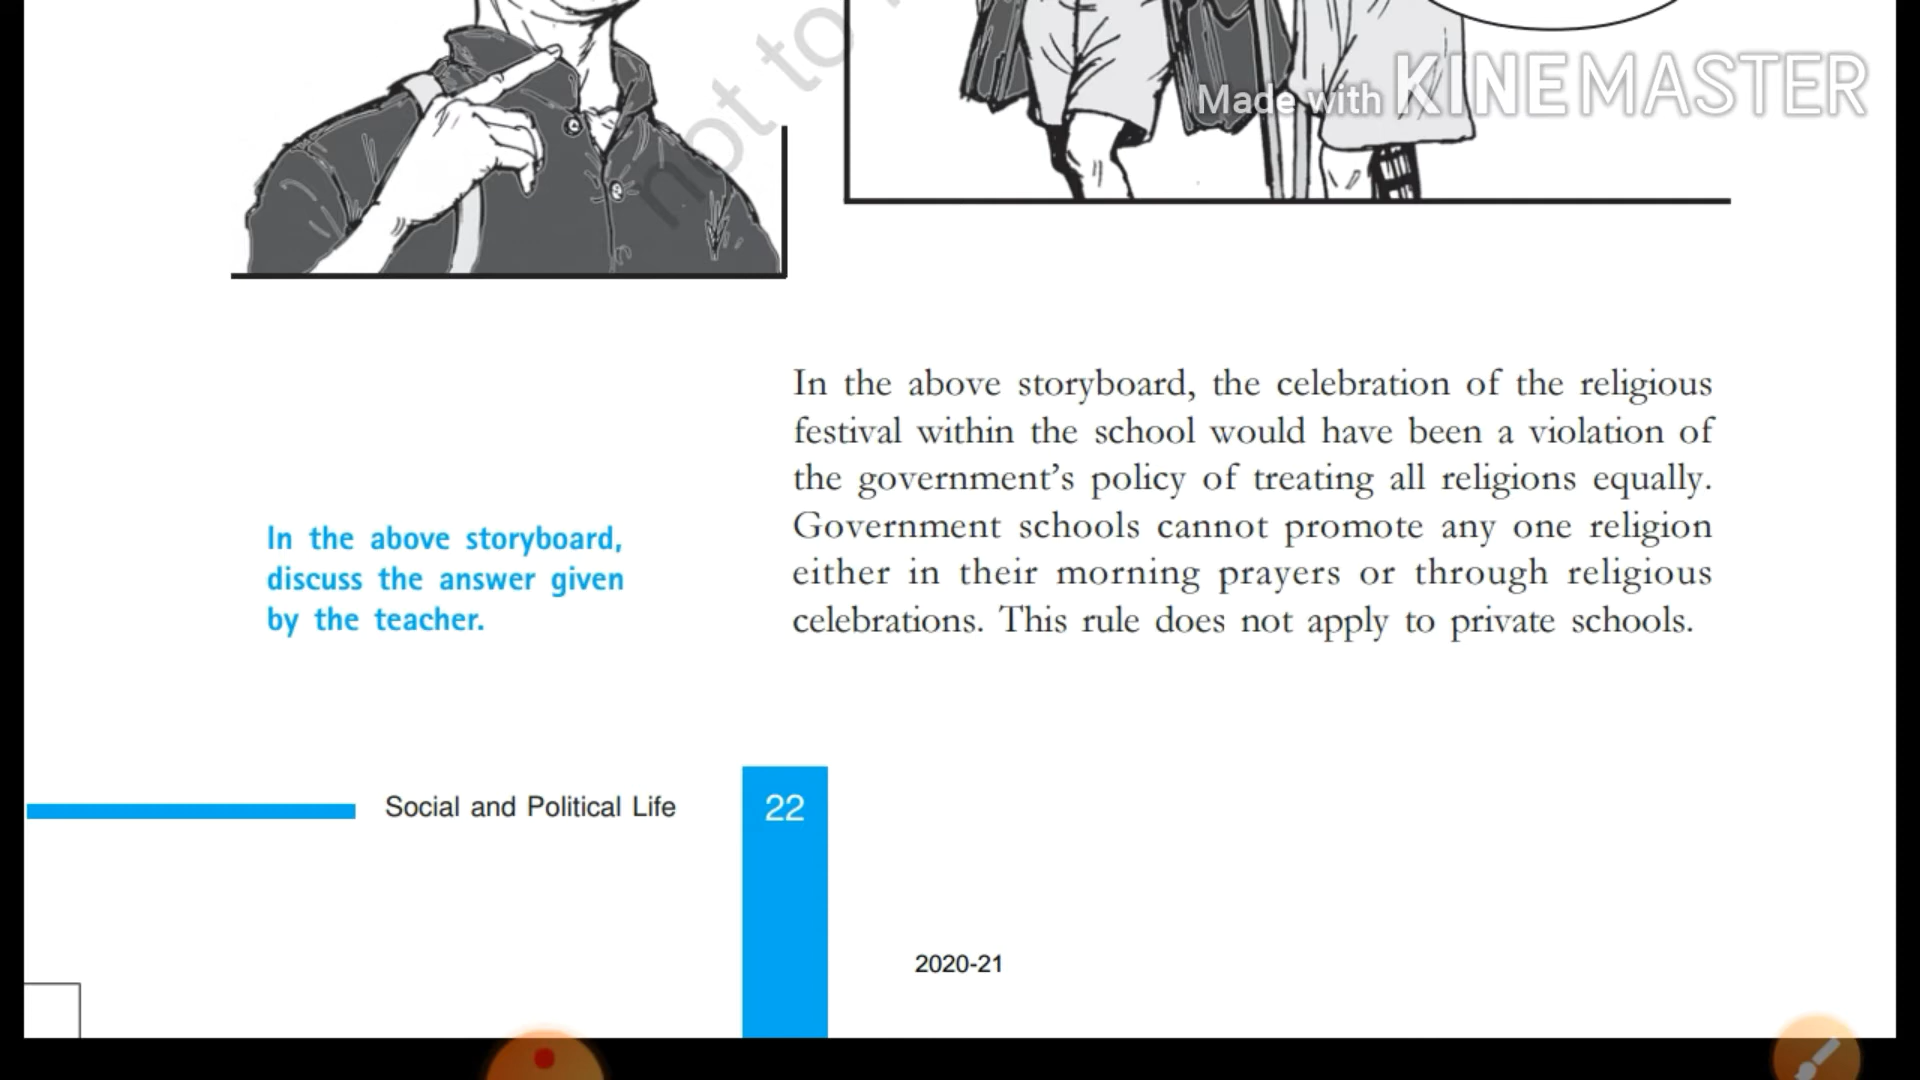 not to
Made with KINEMASTER
In the above storyboard, the celebration of the religious
festival within the school would have been a violation of
the government's policy of treating all religions equally.
Government schools cannot promote any one religion
either in their morning prayers or through religious
celebrations. This rule does not apply to private schools.
In the above storyboard,
discuss the answer given
by the teacher.
Social and Political Life
22
2020-21